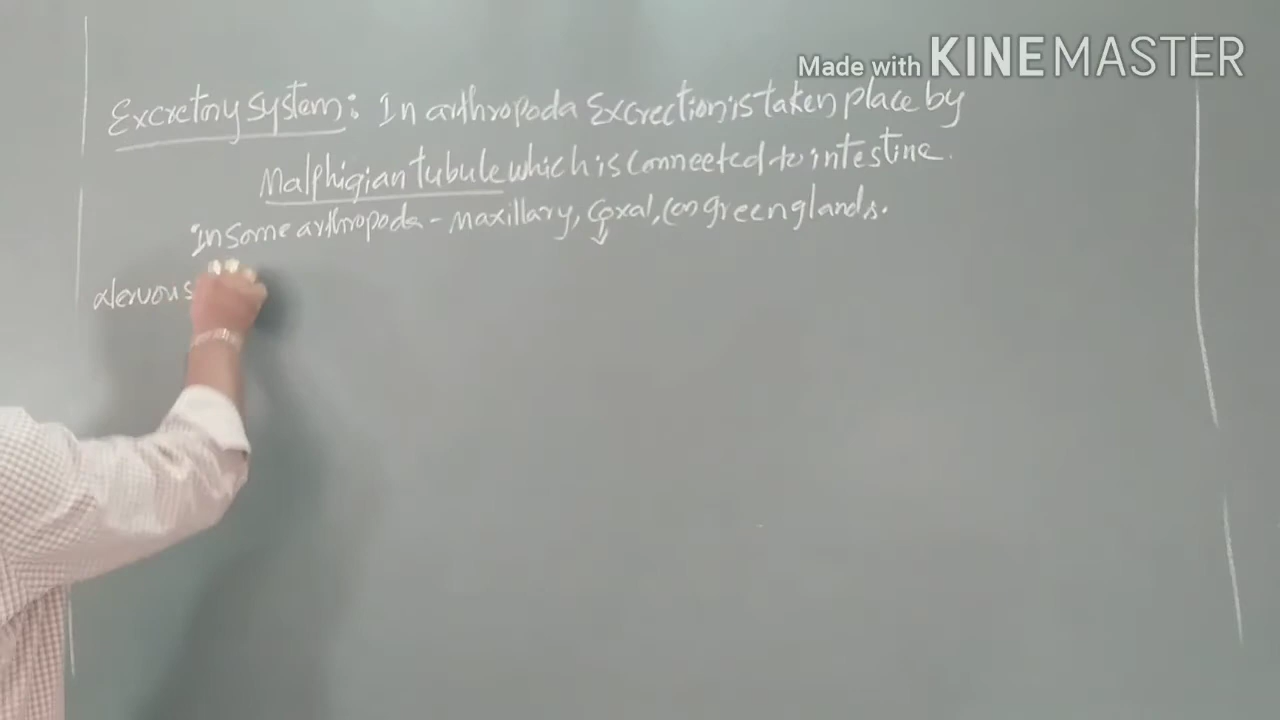 Made with KINEMASTER
Excretory system: In arthropoda Excrection is taken place by
Malphigian tubule which is connected to intestine.
In some arthropoda - maxillary, coxal, (or) green glands.
Nervous